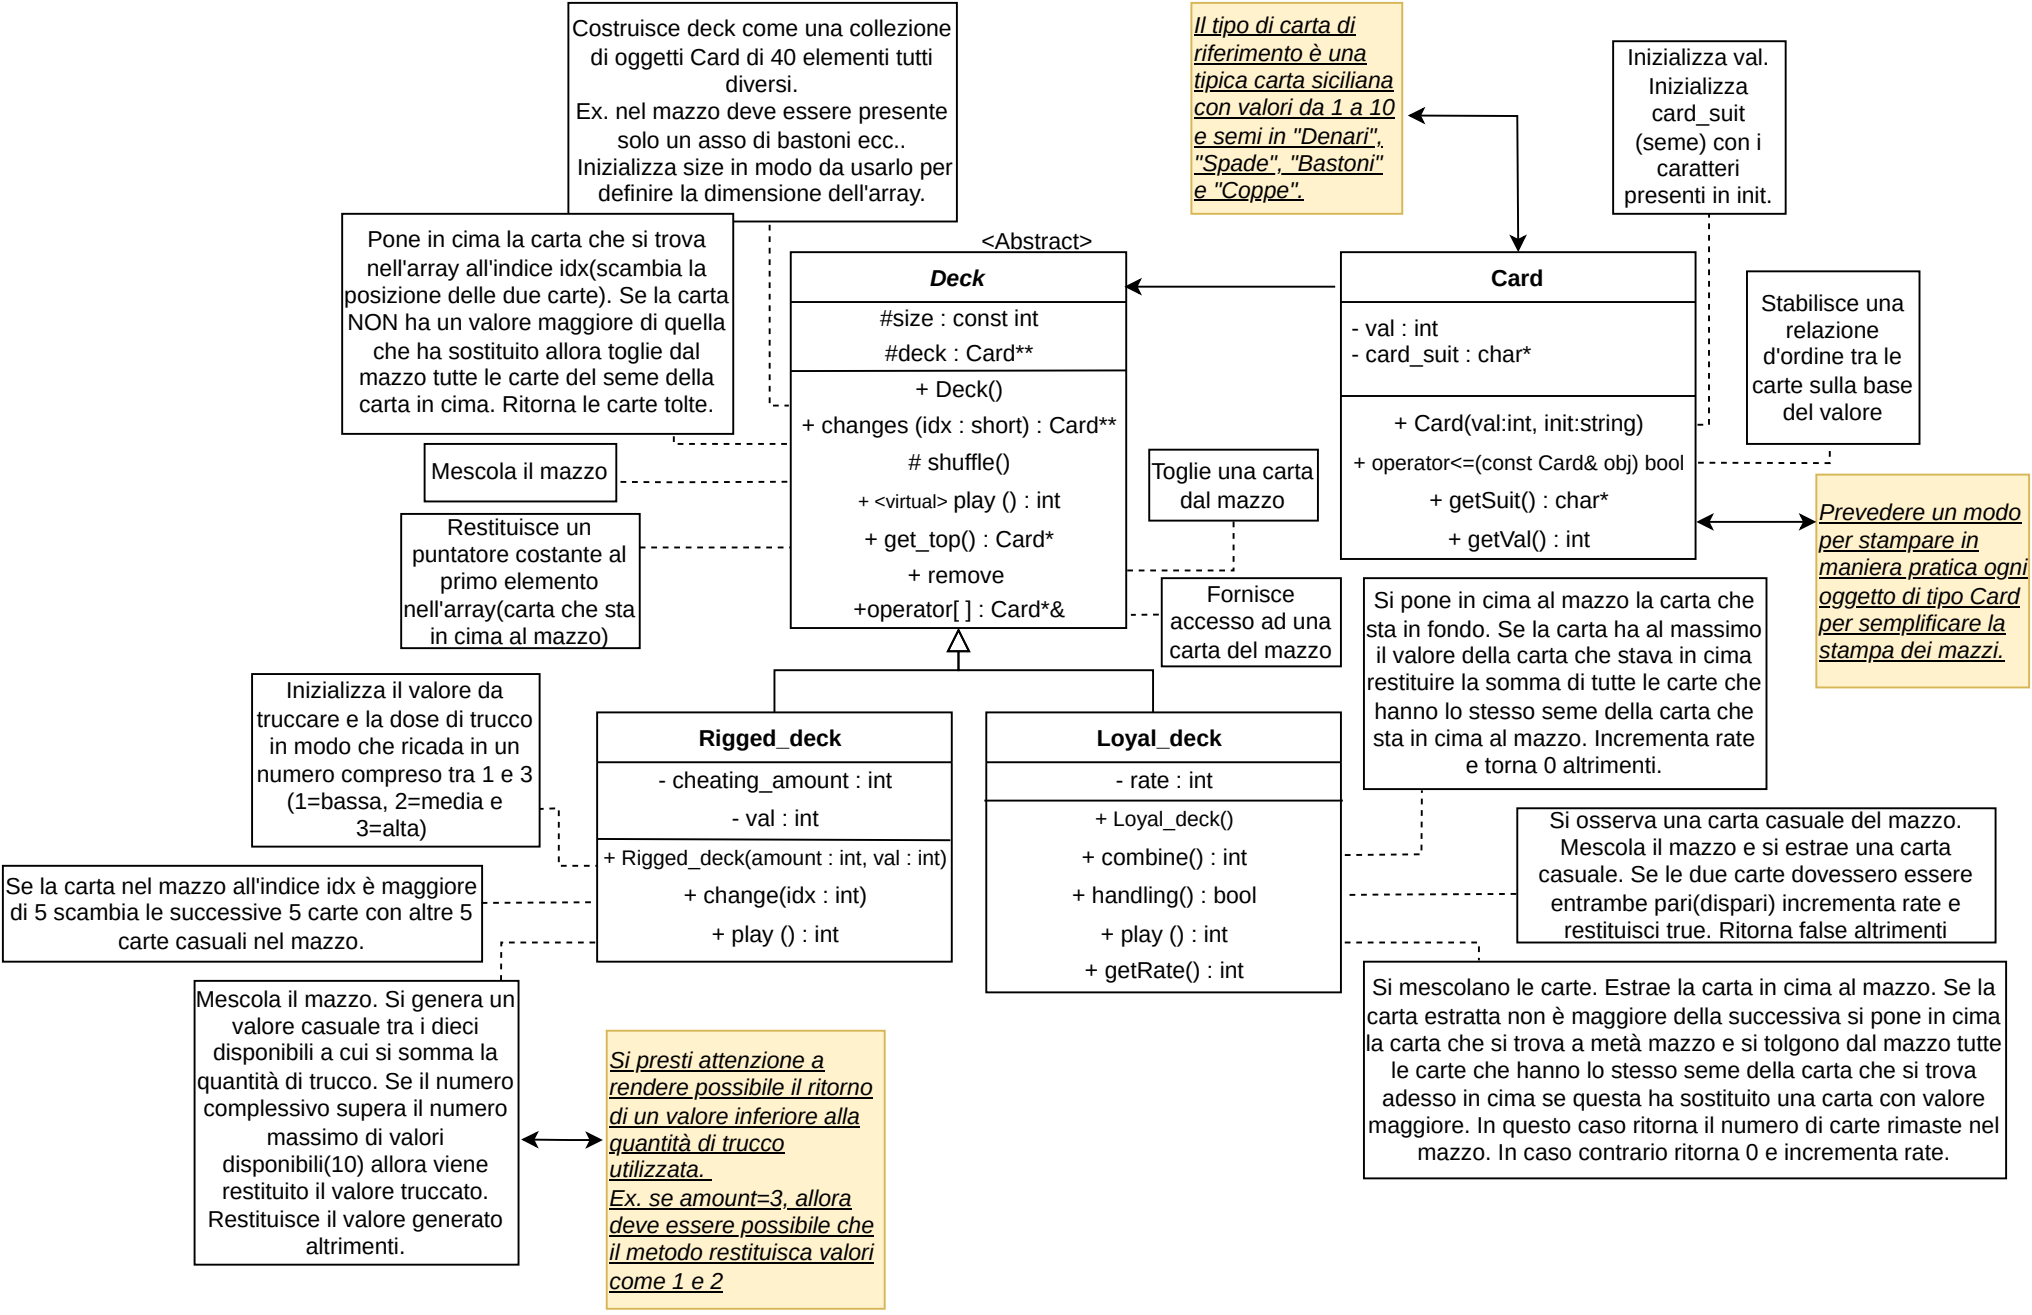 Costruisce deck come una collezione
di oggetti Card di 40 elementi tutti
diversi.
Ex. nel mazzo deve essere presente
solo un asso di bastoni ecc..
Inizializza size in modo da usarlo per
definire la dimensione dell'array.
Il tipo di carta di
riferimento è una
tipica carta siciliana
con valori da 1 a 10
e semi in "Denari",
"Spade", "Bastoni"
e "Coppe".
Inizializza val.
Inizializza
card_suit
(seme) con i
caratteri
presenti in init.
Pone in cima la carta che si trova
nell'array all'indice idx(scambia la
posizione delle due carte). Se la carta
NON ha un valore maggiore di quella
che ha sostituito allora toglie dal
mazzo tutte le carte del seme della
carta in cima. Ritorna le carte tolte.
Mescola il mazzo
Restituisce un
puntatore costante al
primo elemento
nell'array(carta che sta
in cima al mazzo)
<Abstract>
Deck
#size : const int
#deck : Card**
+ Deck()
+ changes (idx : short) : Card**
# shuffle()
+ <virtual> play () : int
+ get_top() : Card*
+ remove
+operator[ ] : Card*&
Toglie una carta
dal mazzo
Fornisce
accesso ad una
carta del mazzo
Card
- val : int
- card_suit : char*
+ Card(val:int, init:string)
+ operator<=(const Card& obj) bool
+ getSuit() : char*
+ getVal() : int
Stabilisce una
relazione
d'ordine tra le
carte sulla base
del valore
Prevedere un modo
per stampare in
maniera pratica ogni
oggetto di tipo Card
per semplificare la
stampa dei mazzi.
Si pone in cima al mazzo la carta che
sta in fondo. Se la carta ha al massimo
il valore della carta che stava in cima
restituire la somma di tutte le carte che
hanno lo stesso seme della carta che
sta in cima al mazzo. Incrementa rate
e torna 0 altrimenti.
Inizializza il valore da
truccare e la dose di trucco
in modo che ricada in un
numero compreso tra 1 e 3
(1=bassa, 2=media e
3=alta)
Se la carta nel mazzo all'indice idx è maggiore
di 5 scambia le successive 5 carte con altre 5
carte casuali nel mazzo.
Rigged_deck
- cheating_amount : int
- val : int
+ Rigged_deck(amount : int, val : int)
+ change(idx : int)
+ play () : int
Loyal_deck
- rate : int
+ Loyal_deck()
+ combine() : int
+ handling() : bool
+ play () : int
+ getRate() : int
Si osserva una carta casuale del mazzo.
Mescola il mazzo e si estrae una carta
casuale. Se le due carte dovessero essere
entrambe pari(dispari) incrementa rate e
restituisci true. Ritorna false altrimenti
Mescola il mazzo. Si genera un
valore casuale tra i dieci
disponibili a cui si somma la
quantità di trucco. Se il numero
complessivo supera il numero
massimo di valori
disponibili(10) allora viene
restituito il valore truccato.
Restituisce il valore generato
altrimenti.
Si presti attenzione a
rendere possibile il ritorno
di un valore inferiore alla
quantità di trucco
utilizzata.
Ex. se amount=3, allora
deve essere possibile che
il metodo restituisca valori
come 1 e 2
Si mescolano le carte. Estrae la carta in cima al mazzo. Se la
carta estratta non è maggiore della successiva si pone in cima
la carta che si trova a metà mazzo e si tolgono dal mazzo tutte
le carte che hanno lo stesso seme della carta che si trova
adesso in cima se questa ha sostituito una carta con valore
maggiore. In questo caso ritorna il numero di carte rimaste nel
mazzo. In caso contrario ritorna 0 e incrementa rate.